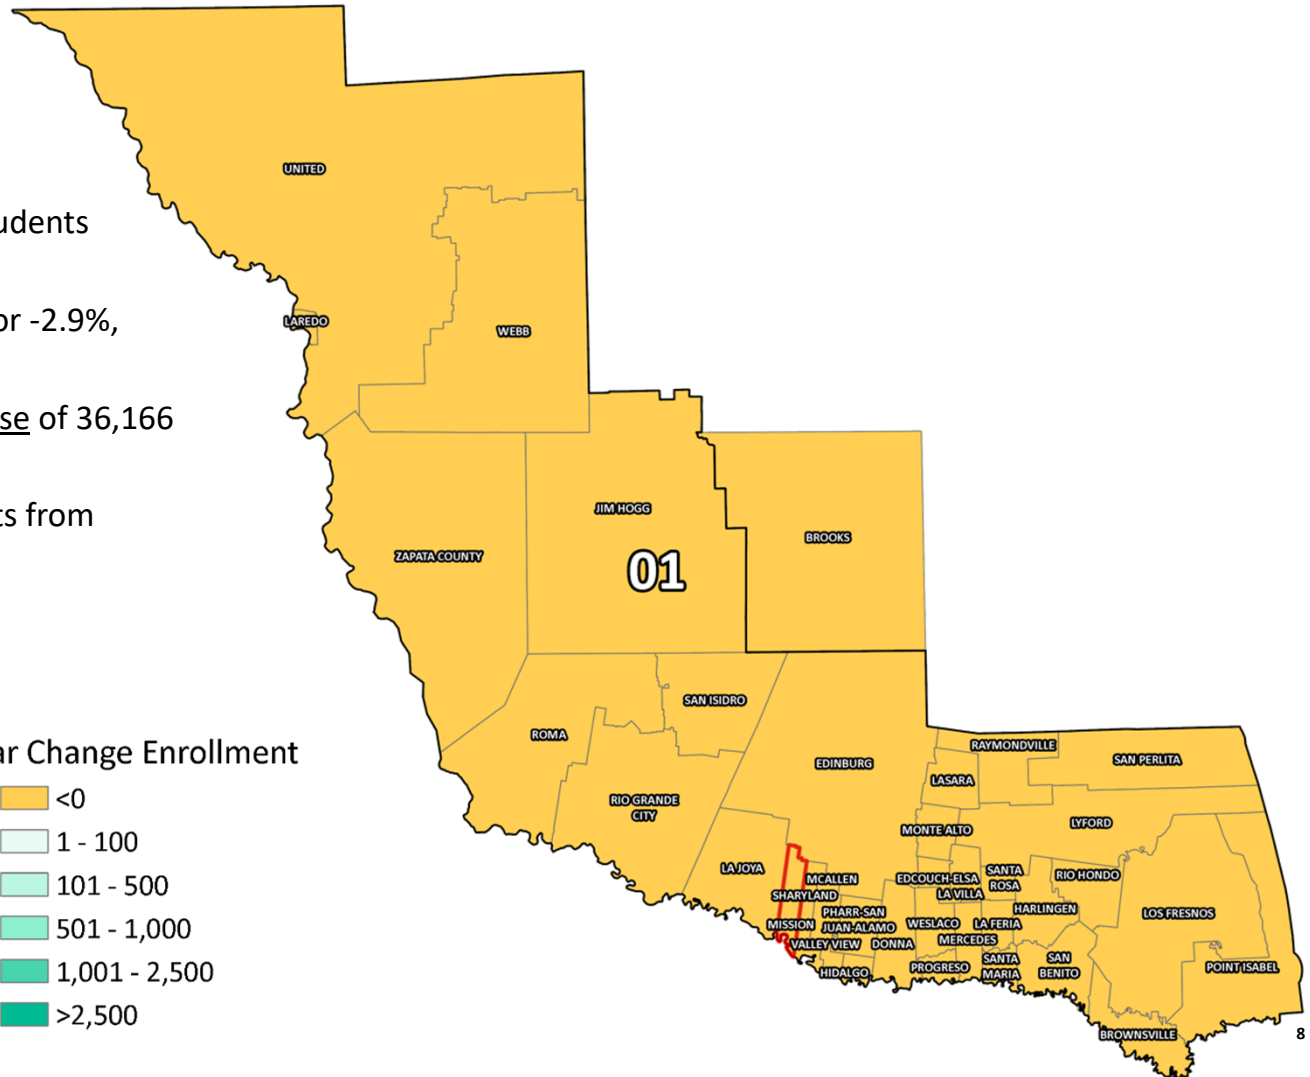 udents
or -2.9%,
se of 36,166
ts from
ar Change Enrollment
<0
1 - 100
101 - 500
501 - 1,000
1,001 - 2,500
>2,500
UNITED
LAREDO
WEBB
JIM HOGG
ZAPATA COUNTY
01
BROOKS
SAN ISIDRO
ROMA
RIO GRANDE
CITY
EDINBURG
RAYMONDVILLE
SAN PERLITA
LASARA
MONTE ALTO
LYFORD
LA JOYA
MCALLEN
SHARYLAND
EDCOUCH-ELSA
LA VILLA
SANTA
ROSA
RIO HONDO
HARLINGEN
LOS FRESNOS
MISSION
PHARR-SAN
JUAN-ALAMO
WESLACO
LA FERIA
VALLEY VIEW
DONNA
MERCEDES
HIDALGO
PROGRESO
SANTA
MARIA
SAN
BENITO
POINT ISABEL
BROWNSVILLE
8